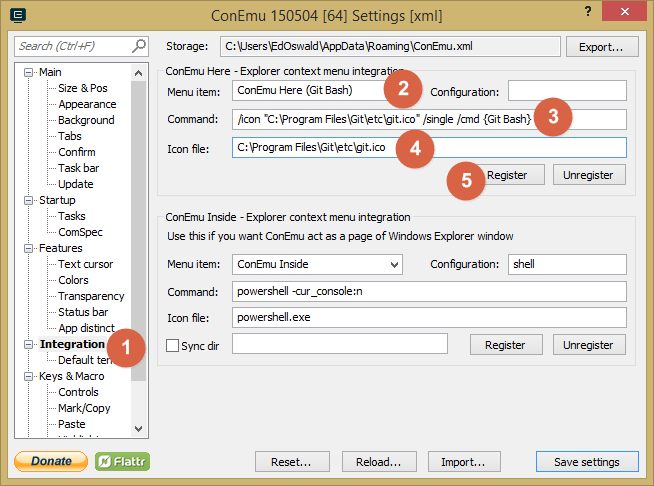 ConEmu 150504 [64] Settings [xml]
Search (Ctrl+F)
Storage: C:\Users\EdOswald\AppData\Roaming\ConEmu.xml Export...
Main
Size & Pos
Appearance
Background
Tabs
Confirm
Task bar
Update
Startup
Tasks
ComSpec
Features
Text cursor
Colors
Transparency
Status bar
App distinct
Integration 1
Default
Keys & Macro
Controls
Mark/Copy
Paste
ConEmu Here - Explorer context menu integration
Menu item: ConEmu Here (Git Bash) 2 Configuration:
Command: /icon "C:\Program Files\Git\etc\git.ico" /single /cmd {Git Bash} 3
Icon file: C:\Program Files\Git\etc\git.ico 4
5 Register Unregister
ConEmu Inside - Explorer context menu integration
Use this if you want ConEmu act as a page of Windows Explorer window
Menu item: ConEmu Inside Configuration: shell
Command: powershell -cur_console:n
Icon file: powershell.exe
Sync dir Register Unregister
Donate Flattr Reset... Reload... Import... Save settings